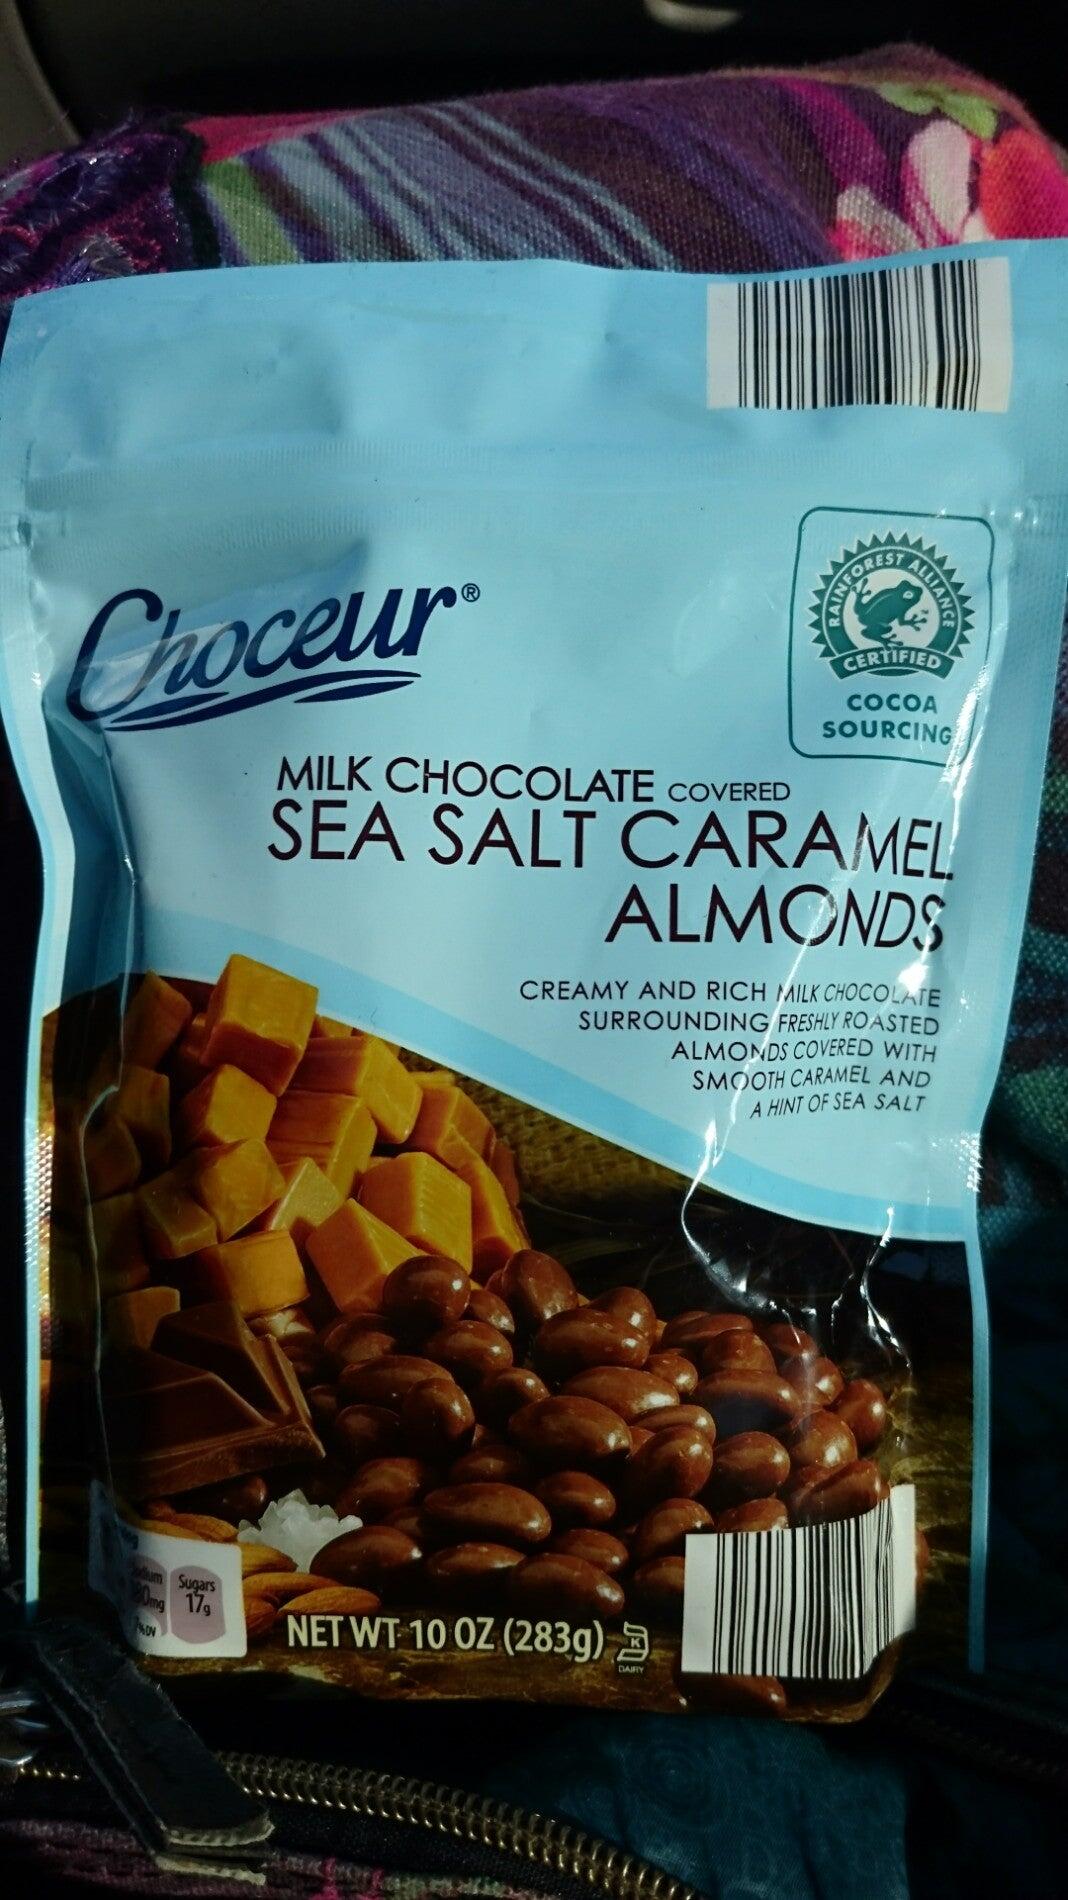 Choceur®
RAINFOREST ALLIANCE
CERTIFIED
COCOA
SOURCING
MILK CHOCOLATE COVERED
SEA SALT CARAMEL
ALMONDS
CREAMY AND RICH MILK CHOCOLATE
SURROUNDING FRESHLY ROASTED
ALMONDS COVERED WITH
SMOOTH CARAMEL AND
A HINT OF SEA SALT
Sugars
17g
%DV
NET WT 10 OZ (283g)
K
DAIRY